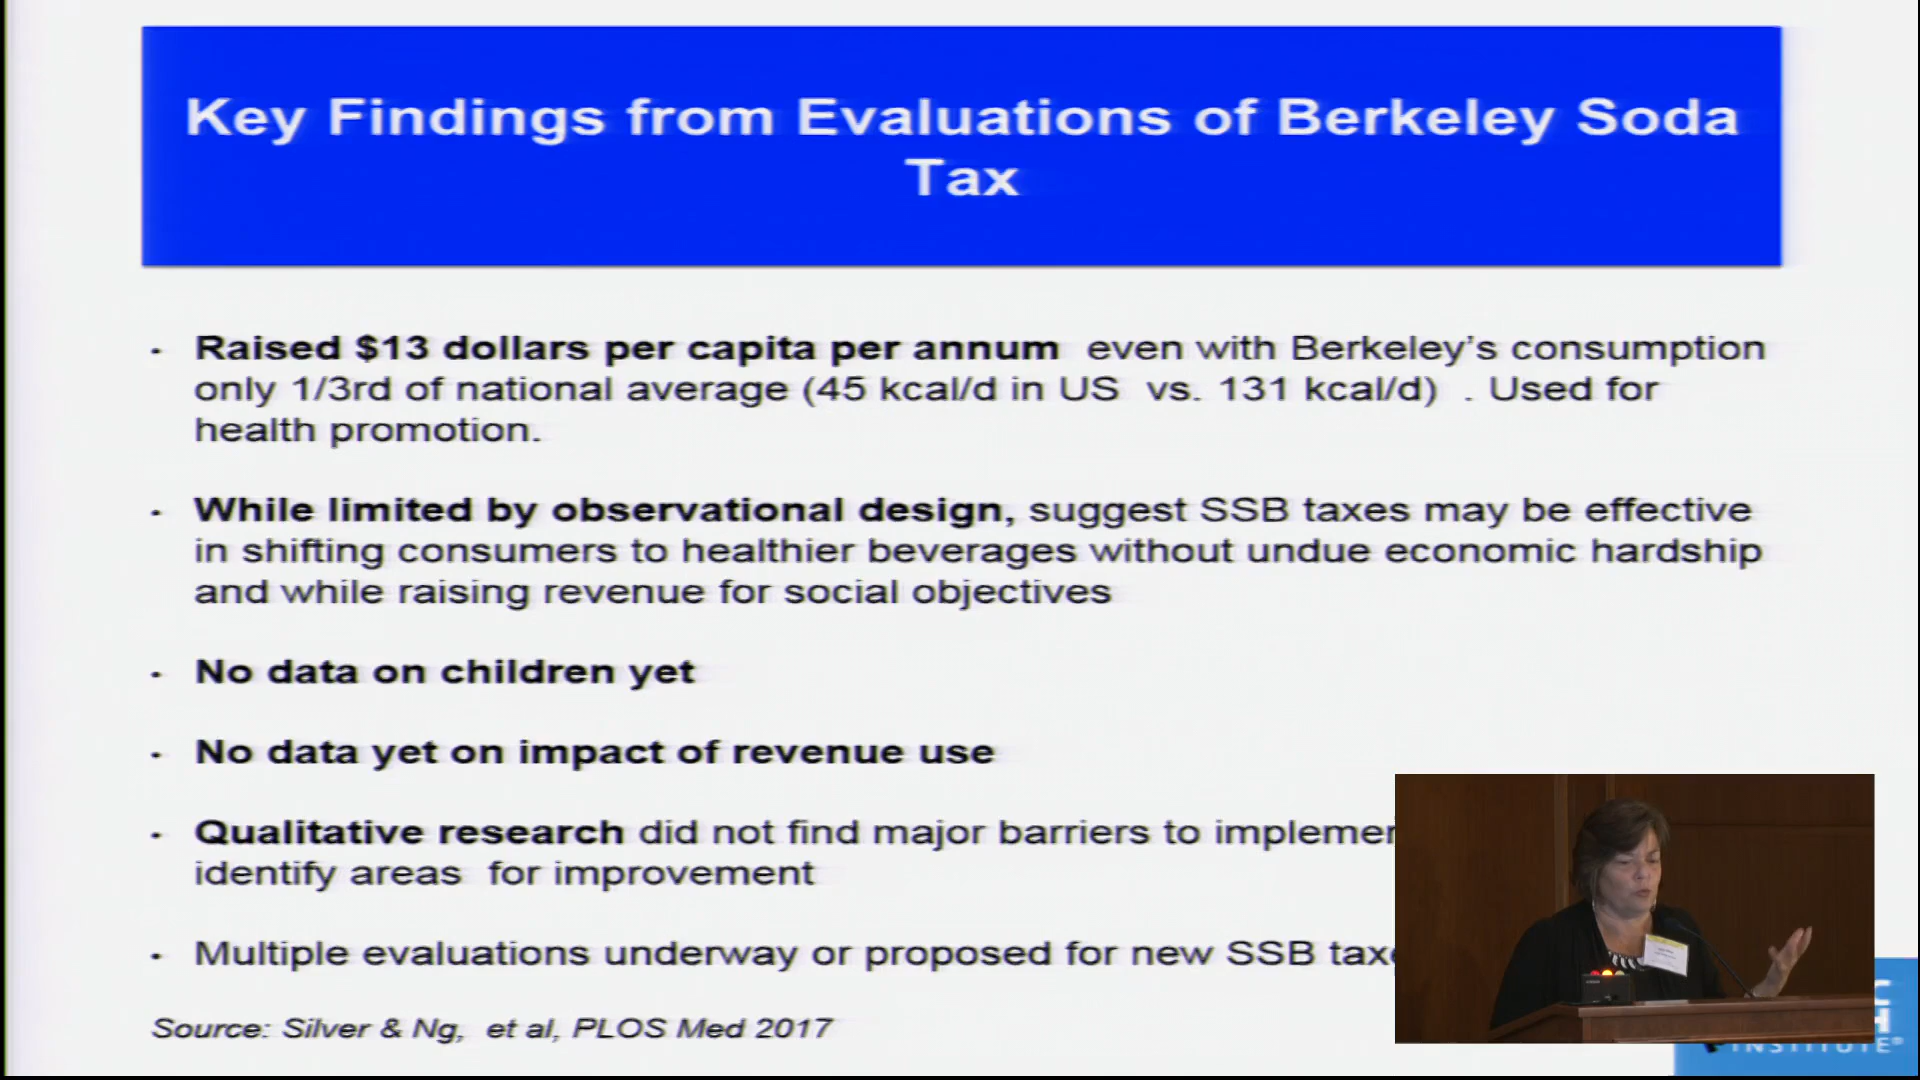 Key Findings from Evaluations of Berkeley Soda
Tax
· Raised $13 dollars per capita per annum even with Berkeley's consumption
only 1/3rd of national average (45 kcal/d in US vs. 131 kcal/d) . Used for
health promotion.
· While limited by observational design, suggest SSB taxes may be effective
in shifting consumers to healthier beverages without undue economic hardship
and while raising revenue for social objectives
· No data on children yet
· No data yet on impact of revenue use
· Qualitative research did not find major barriers to implemen
identify areas for improvement
· Multiple evaluations underway or proposed for new SSB taxe
Source: Silver & Ng, et al, PLOS Med 2017
INSTITUTE®